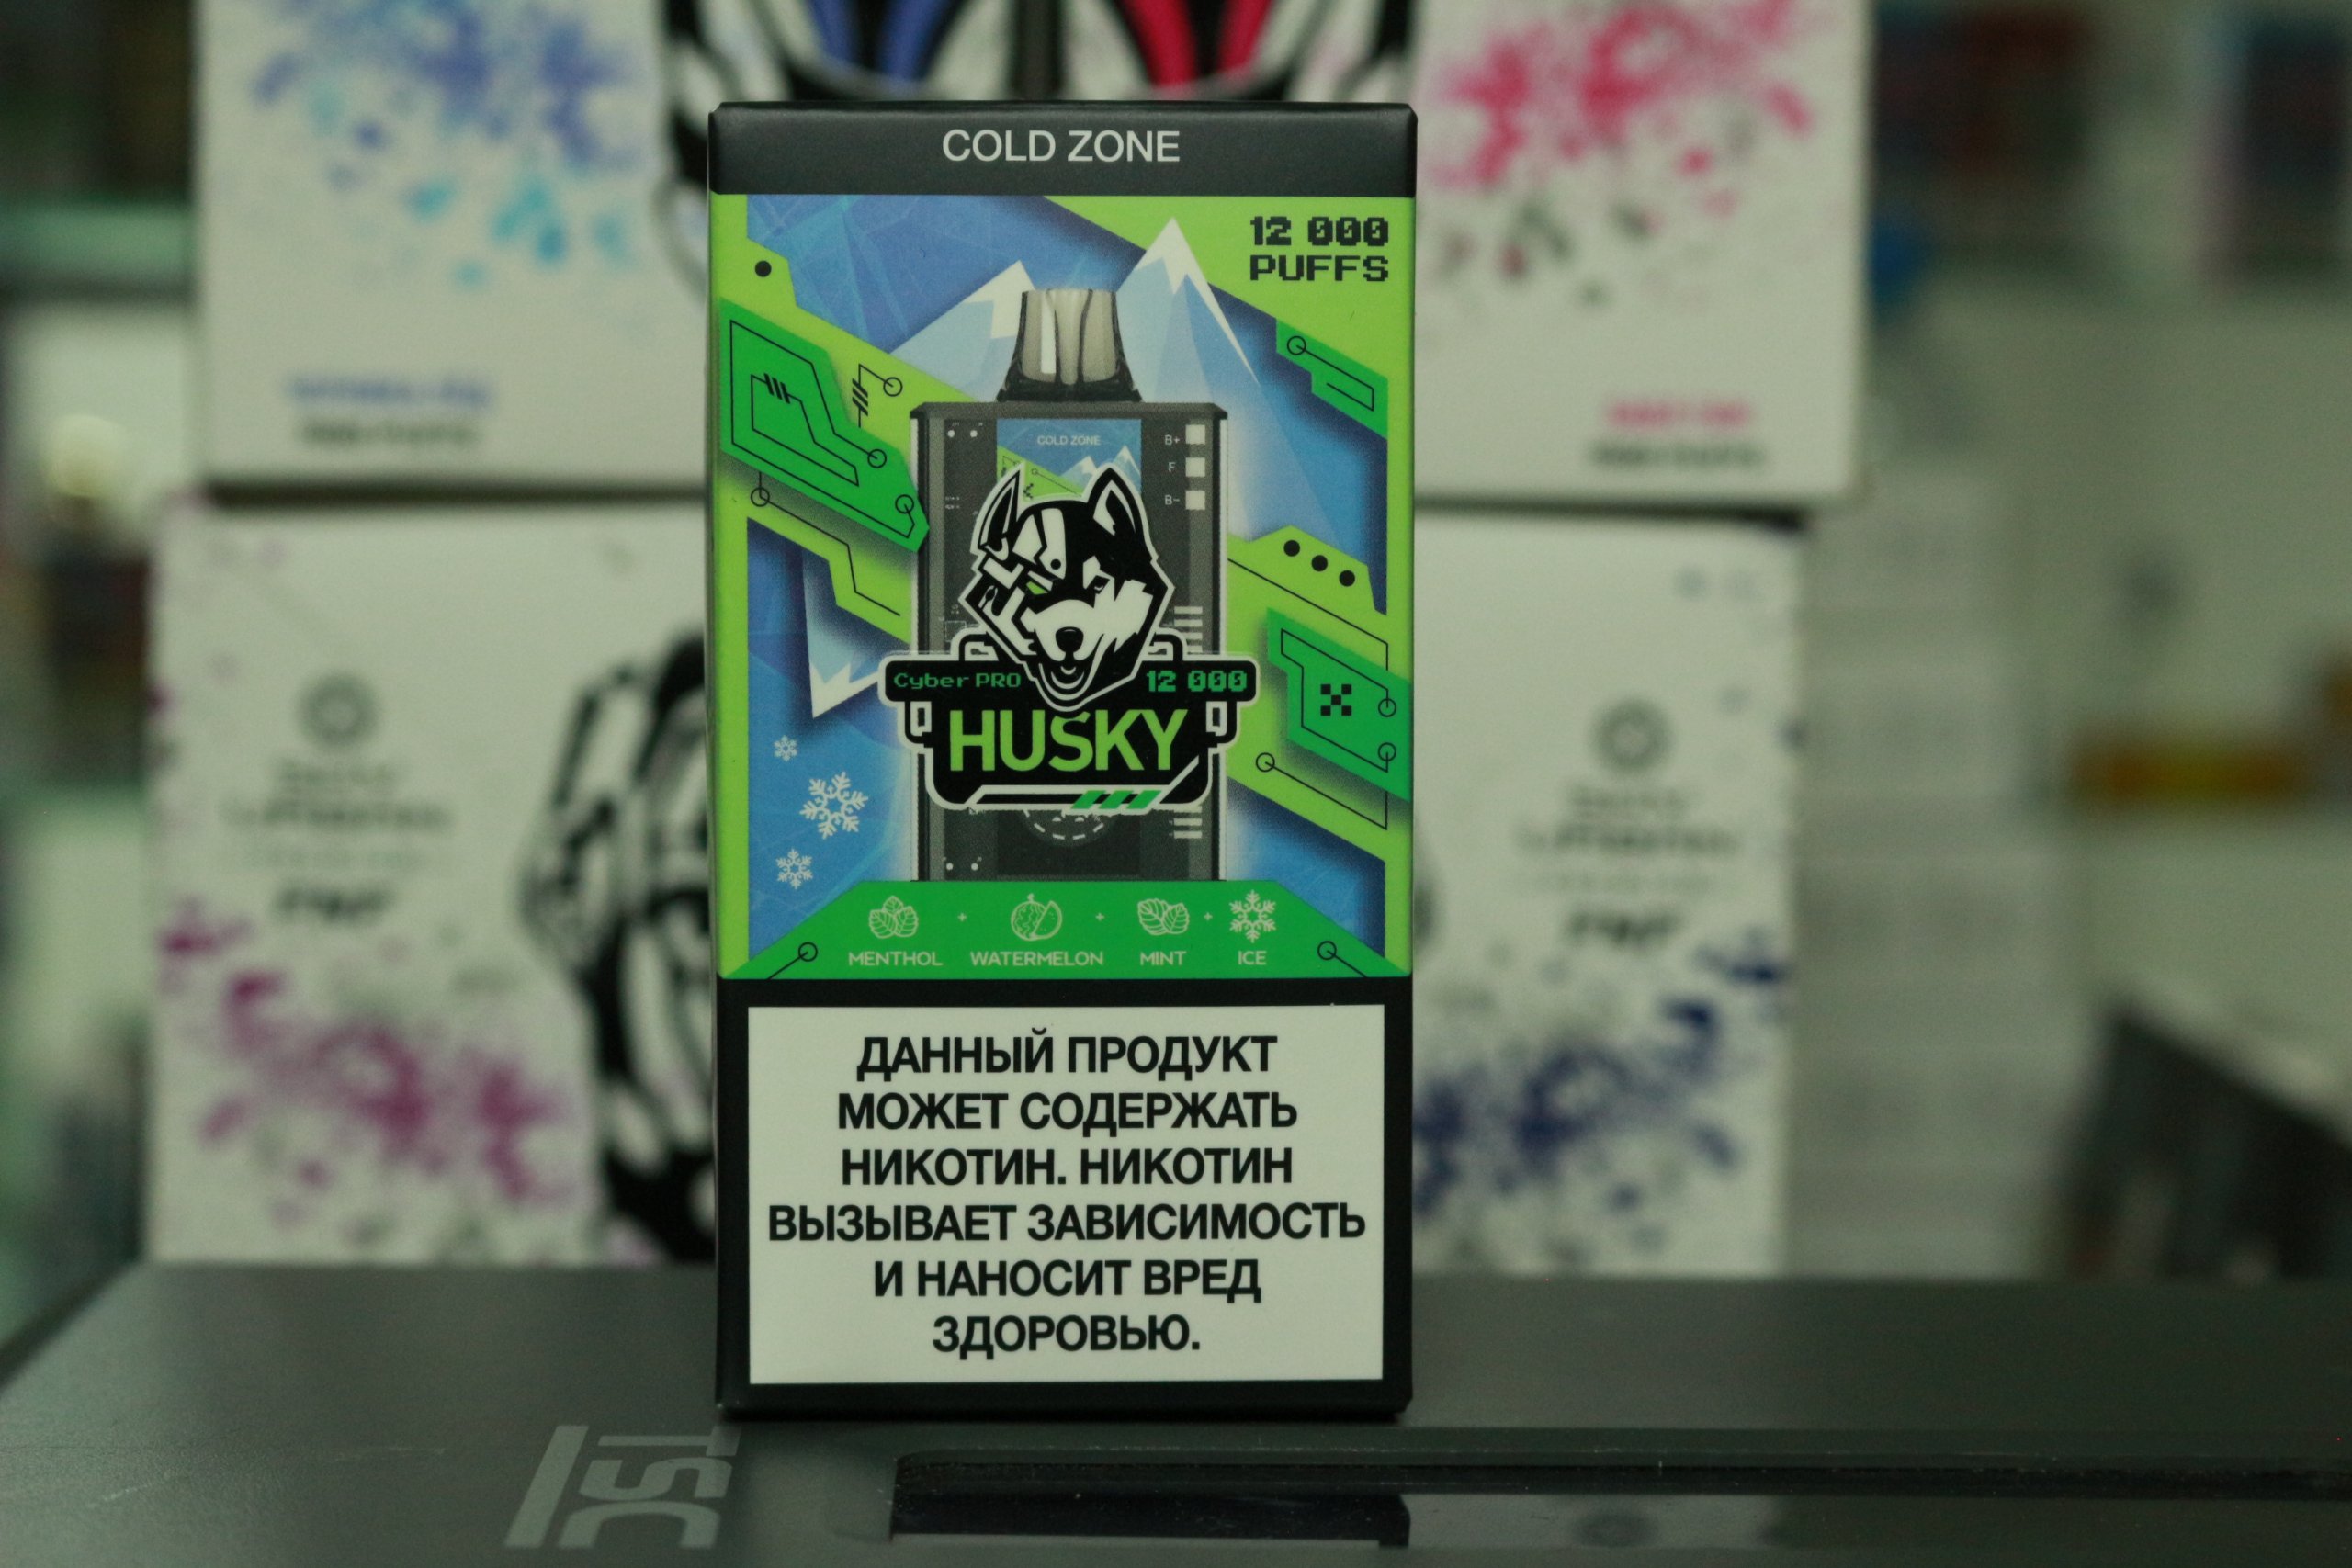 COLD ZONE
12 000
PUFFS
COLD ZONE
B+
F
B-
Cyber PRO 12 000
HUSKY
MENTHOL + WATERMELON + MINT + ICE
ДАННЫЙ ПРОДУКТ
МОЖЕТ СОДЕРЖАТЬ
НИКОТИН. НИКОТИН
ВЫЗЫВАЕТ ЗАВИСИМОСТЬ
И НАНОСИТ ВРЕД
ЗДОРОВЬЮ.